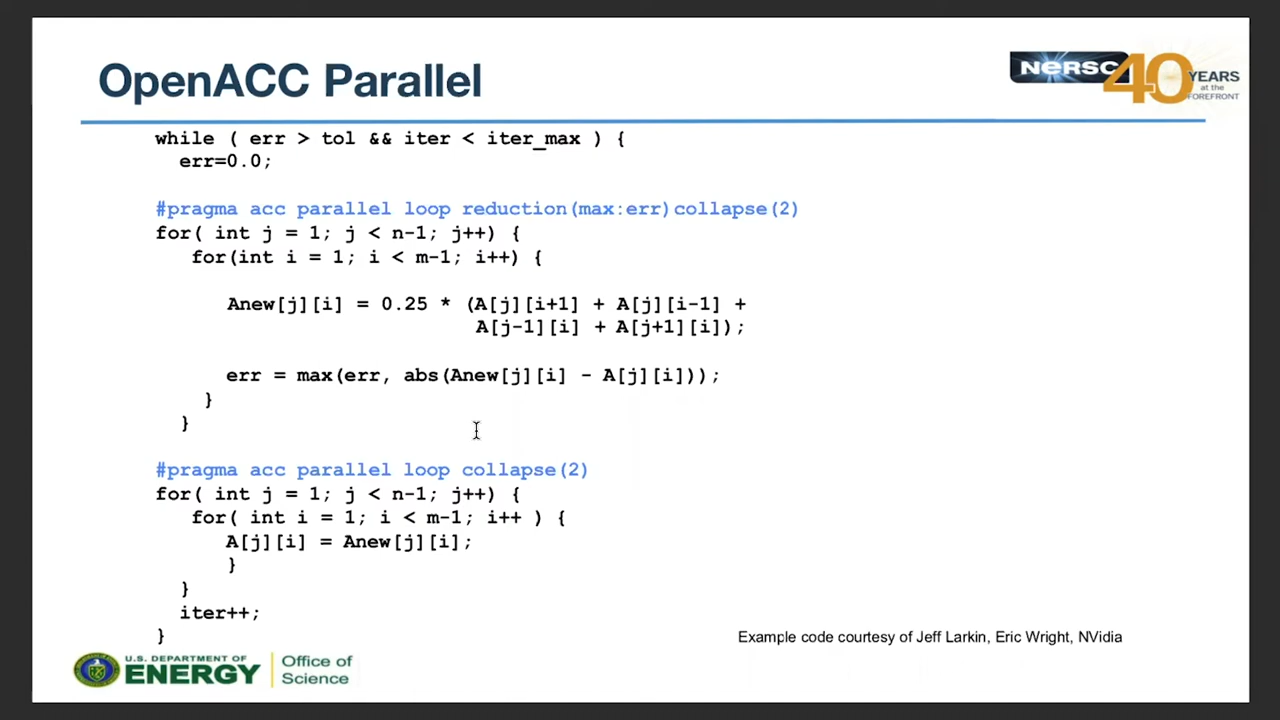 OpenACC Parallel
NERSC 40 YEARS
at the
FOREFRONT
while ( err > tol && iter < iter_max ) {
err=0.0;
#pragma acc parallel loop reduction(max:err)collapse(2)
for( int j = 1; j < n-1; j++) {
for(int i = 1; i < m-1; i++) {
Anew[j][i] = 0.25 * (A[j][i+1] + A[j][i-1] +
A[j-1][i] + A[j+1][i]);
err = max(err, abs(Anew[j][i] - A[j][i]));
}
}
#pragma acc parallel loop collapse(2)
for( int j = 1; j < n-1; j++) {
for( int i = 1; i < m-1; i++ ) {
A[j][i] = Anew[j][i];
}
}
iter++;
}
Example code courtesy of Jeff Larkin, Eric Wright, NVidia
U.S. DEPARTMENT OF
ENERGY
Office of
Science